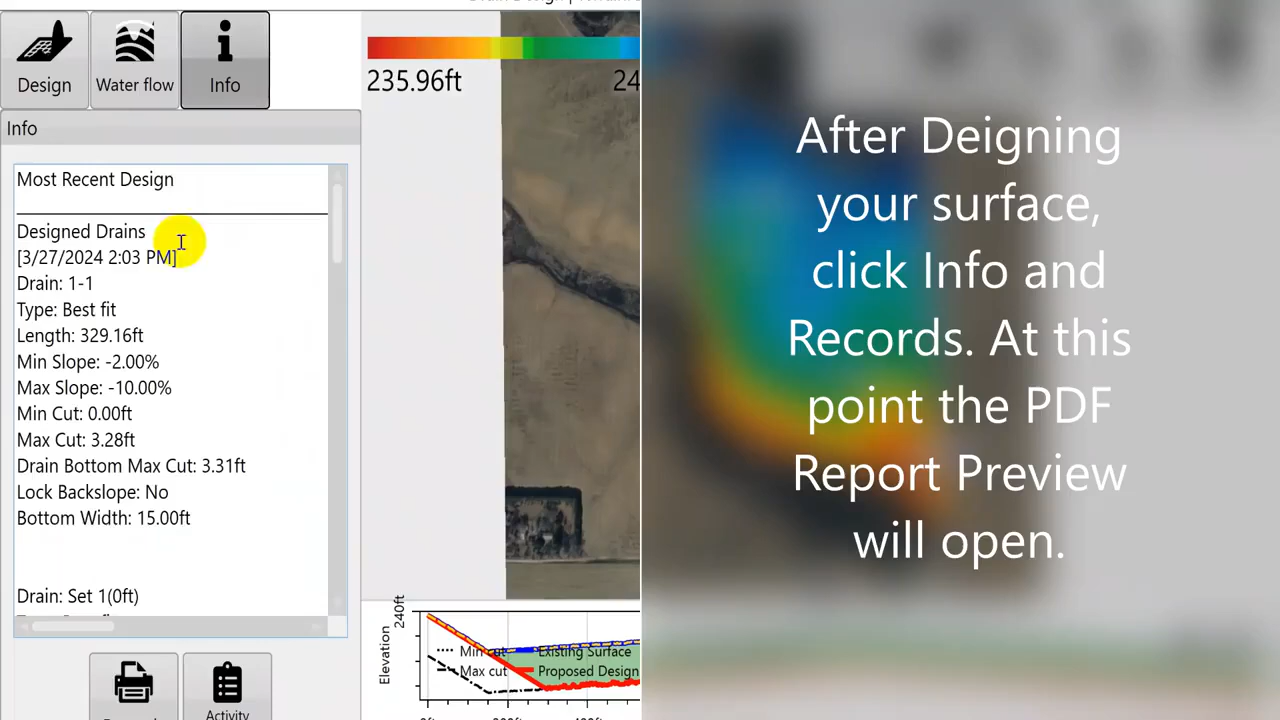 Design
Water flow
Info
Info
235.96ft
Most Recent Design
Designed Drains
[3/27/2024 2:03 PM]
Drain: 1-1
Type: Best fit
Length: 329.16ft
Min Slope: -2.00%
Max Slope: -10.00%
Min Cut: 0.00ft
Max Cut: 3.28ft
Drain Bottom Max Cut: 3.31ft
Lock Backslope: No
Bottom Width: 15.00ft
Drain: Set 1(0ft)
Activity
Elevation
240ft
Min cut
Existing Surface
Max cut
Proposed Design
After Deigning
your surface,
click Info and
Records. At this
point the PDF
Report Preview
will open.